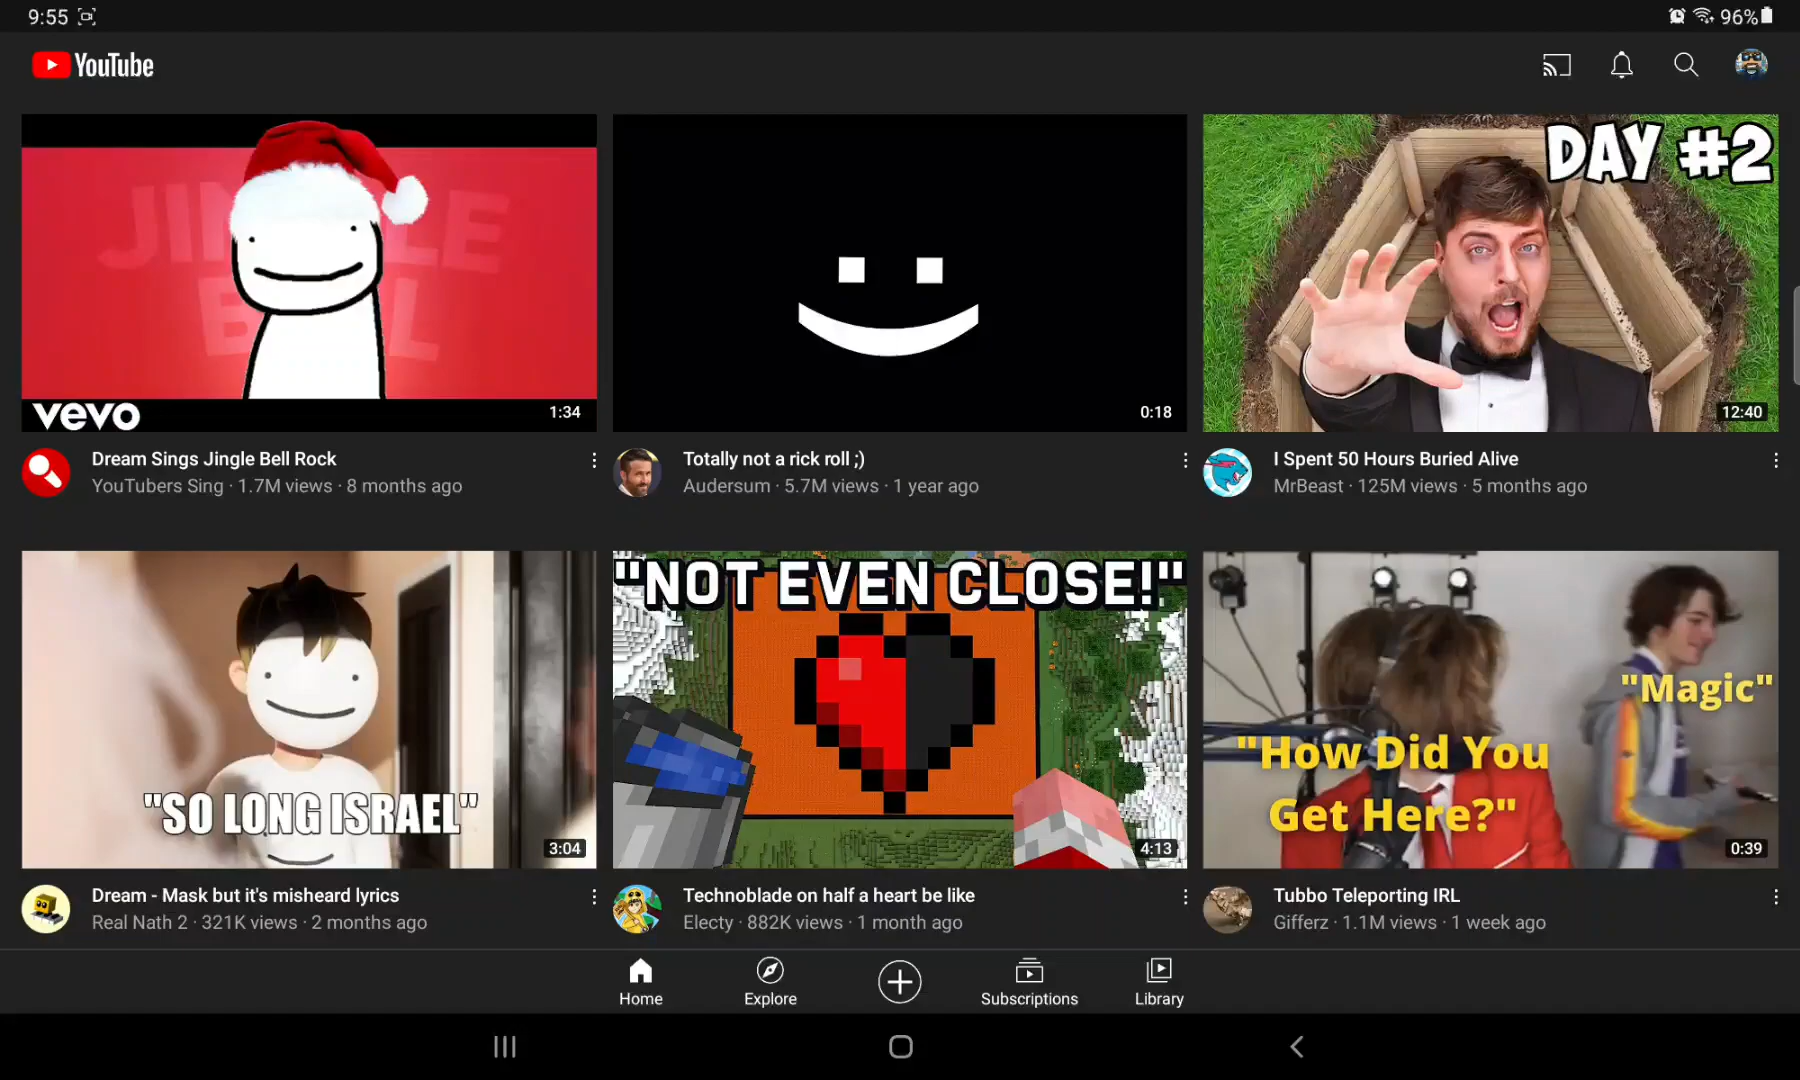 9:55
96%
YouTube
JINGLE
BELL
vevo
1:34
0:18
DAY #2
12:40
Dream Sings Jingle Bell Rock
YouTubers Sing · 1.7M views · 8 months ago
Totally not a rick roll ;)
Audersum · 5.7M views · 1 year ago
I Spent 50 Hours Buried Alive
MrBeast · 125M views · 5 months ago
"SO LONG ISRAEL"
3:04
"NOT EVEN CLOSE!"
4:13
"Magic"
"How Did You
Get Here?"
0:39
Dream - Mask but it's misheard lyrics
Real Nath 2 · 321K views · 2 months ago
Technoblade on half a heart be like
Electy · 882K views · 1 month ago
Tubbo Teleporting IRL
Gifferz · 1.1M views · 1 week ago
Home
Explore
Subscriptions
Library